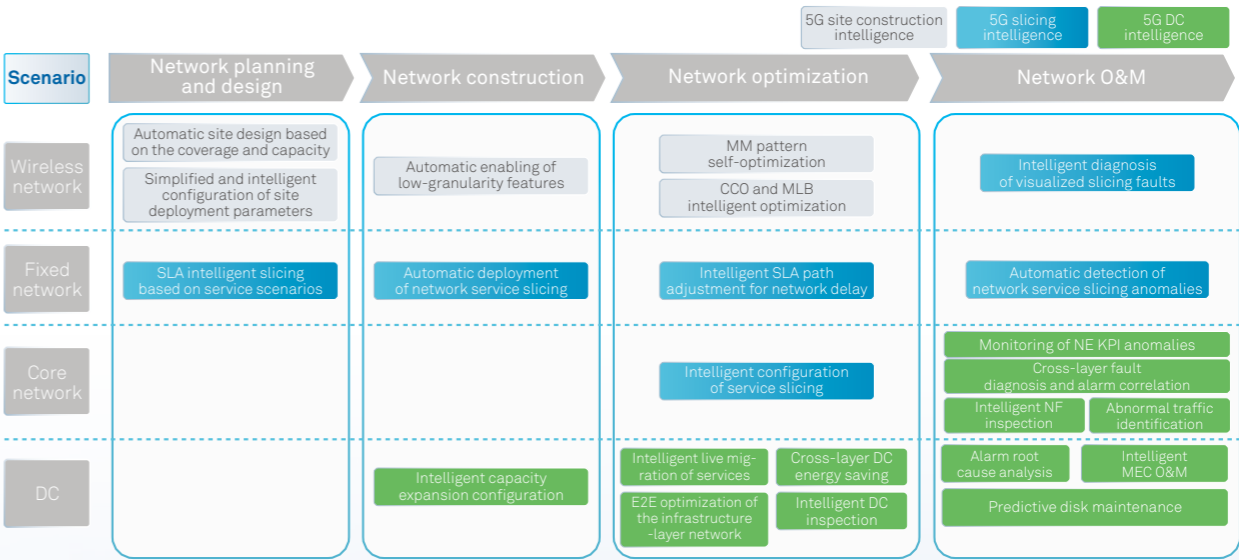 5G site construction
intelligence
5G slicing
intelligence
5G DC
intelligence
Scenario
Network planning
and design
Network construction
Network optimization
Network O&M
Wireless
network
Automatic site design based
on the coverage and capacity
Simplified and intelligent
configuration of site
deployment parameters
Automatic enabling of
low-granularity features
MM pattern
self-optimization
CCO and MLB
intelligent optimization
Intelligent diagnosis
of visualized slicing faults
Fixed
network
SLA intelligent slicing
based on service scenarios
Automatic deployment
of network service slicing
Intelligent SLA path
adjustment for network delay
Automatic detection of
network service slicing anomalies
Core
network
Intelligent configuration
of service slicing
Monitoring of NE KPI anomalies
Cross-layer fault
diagnosis and alarm correlation
Intelligent NF
inspection
Abnormal traffic
identification
DC
Intelligent capacity
expansion configuration
Intelligent live mig-
ration of services
Cross-layer DC
energy saving
E2E optimization of
the infrastructure
-layer network
Intelligent DC
inspection
Alarm root
cause analysis
Intelligent
MEC O&M
Predictive disk maintenance